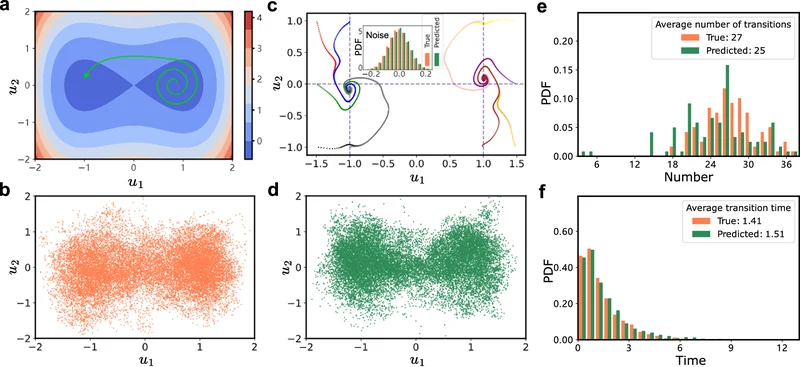 a
2
1
0
−1
−2
−2
−1
0
1
2
u2
u1
4
3
2
1
0
b
2
1
0
−1
−2
−2
−1
0
1
2
u2
u1
c
1.0
0.5
0.0
−0.5
−1.0
−1.5
−1.0
−0.5
0.0
0.5
1.0
1.5
u2
u1
Noise
PDF
5
0
−0.2
0.0
0.2
True
Predicted
d
2
1
0
−1
−2
−2
−1
0
1
2
u2
u1
e
Average number of transitions
True: 27
Predicted: 25
0.20
0.15
0.10
0.05
0.00
PDF
6
12
18
24
30
36
Number
f
Average transition time
True: 1.41
Predicted: 1.51
0.60
0.40
0.20
0.00
PDF
0
3
6
9
12
Time